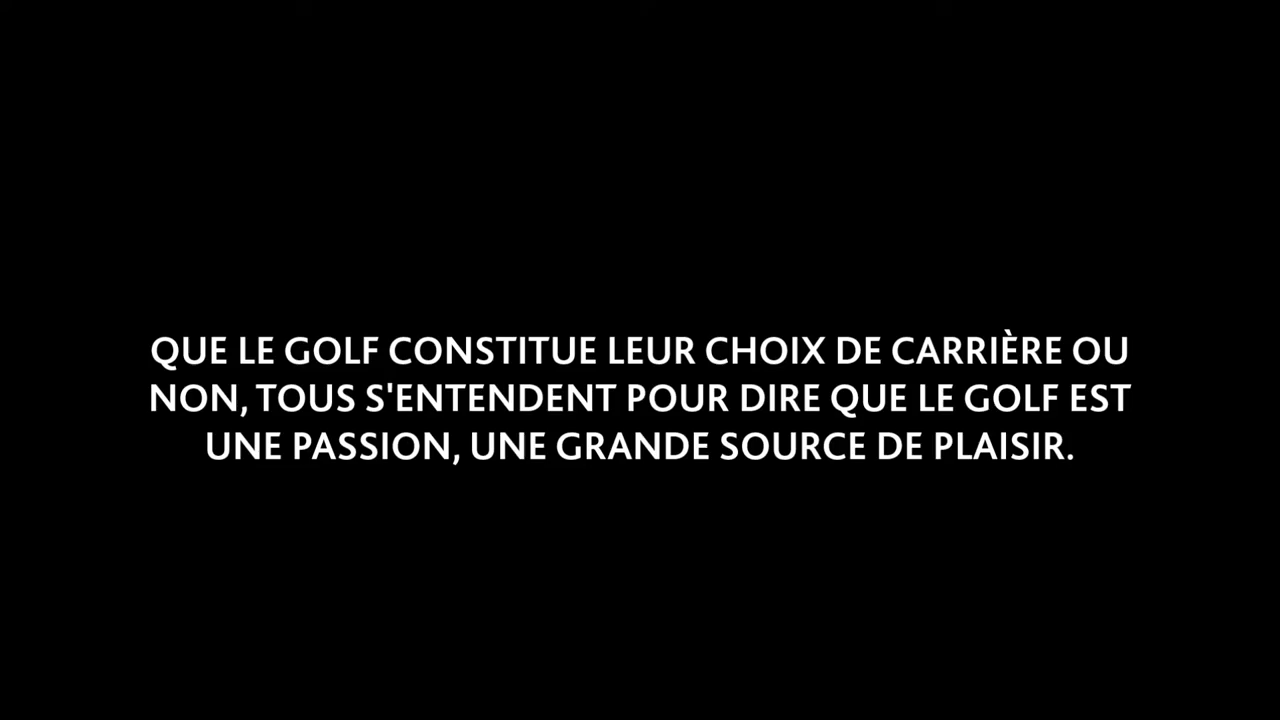 QUE LE GOLF CONSTITUE LEUR CHOIX DE CARRIÈRE OU
NON, TOUS S'ENTENDENT POUR DIRE QUE LE GOLF EST
UNE PASSION, UNE GRANDE SOURCE DE PLAISIR.